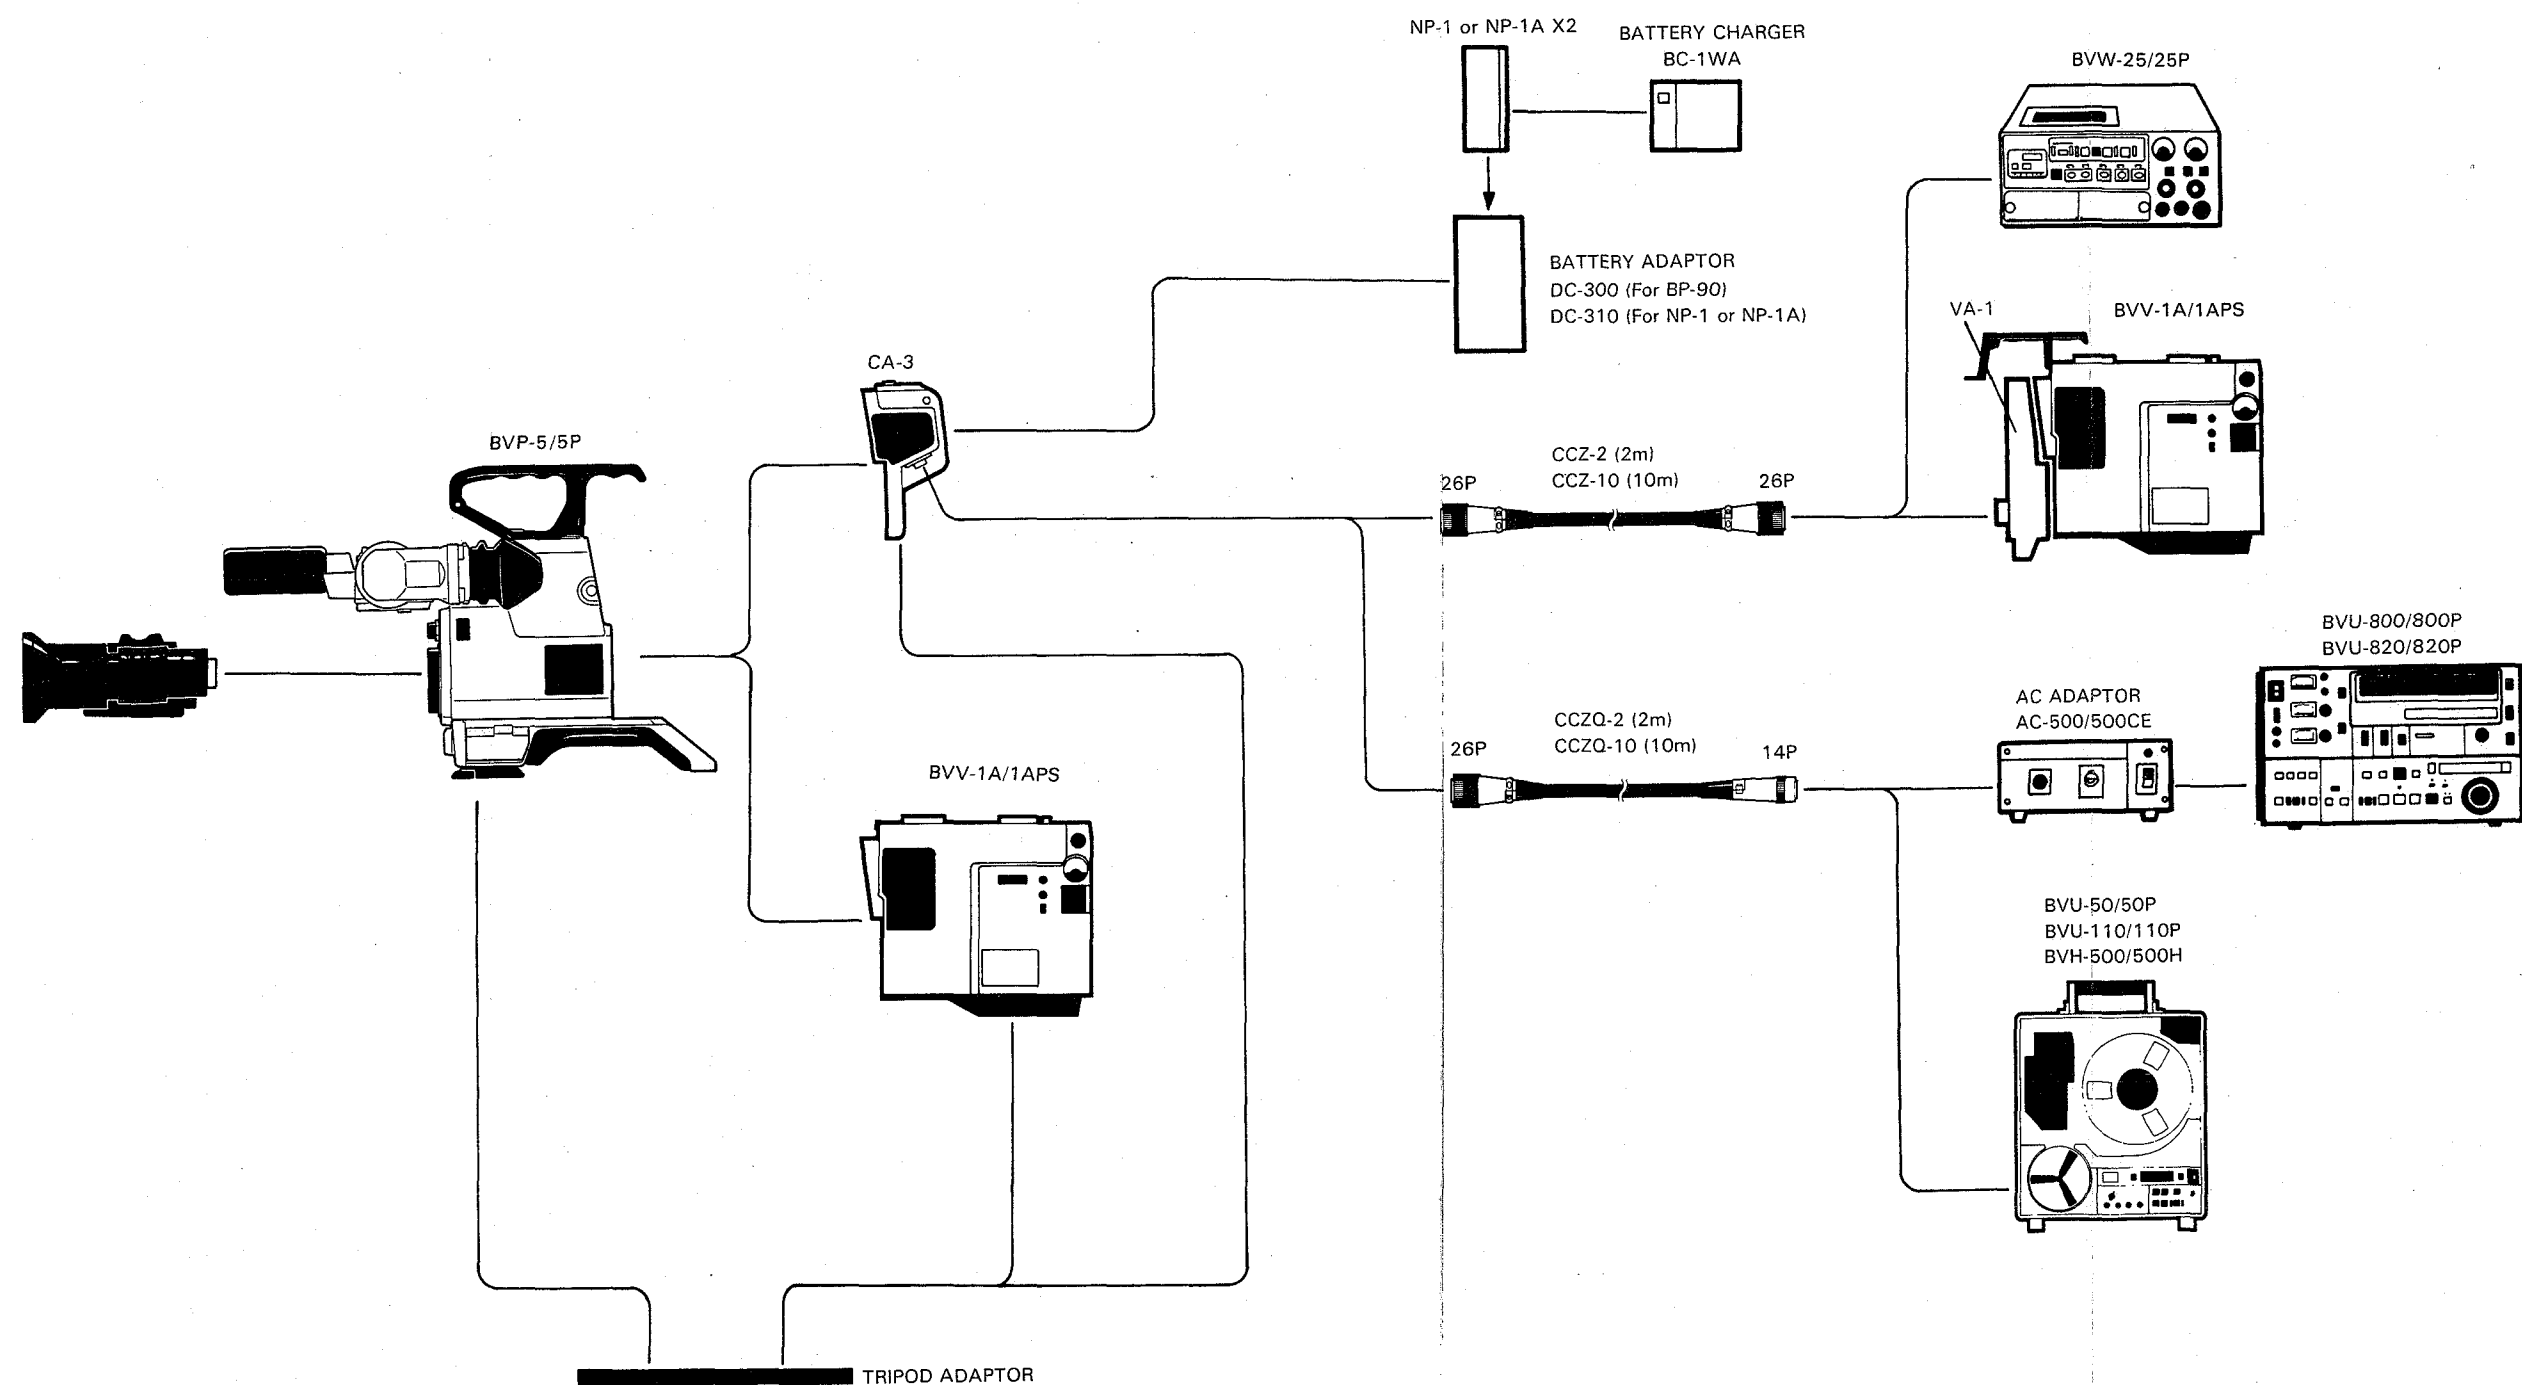 NP-1 or NP-1A X2
BATTERY CHARGER
BC-1WA
BVW-25/25P
BATTERY ADAPTOR
DC-300 (For BP-90)
DC-310 (For NP-1 or NP-1A)
VA-1
BVV-1A/1APS
CA-3
BVP-5/5P
CCZ-2 (2m)
CCZ-10 (10m)
26P
26P
BVU-800/800P
BVU-820/820P
AC ADAPTOR
AC-500/500CE
CCZQ-2 (2m)
CCZQ-10 (10m)
26P
14P
BVV-1A/1APS
BVU-50/50P
BVU-110/110P
BVH-500/500H
TRIPOD ADAPTOR